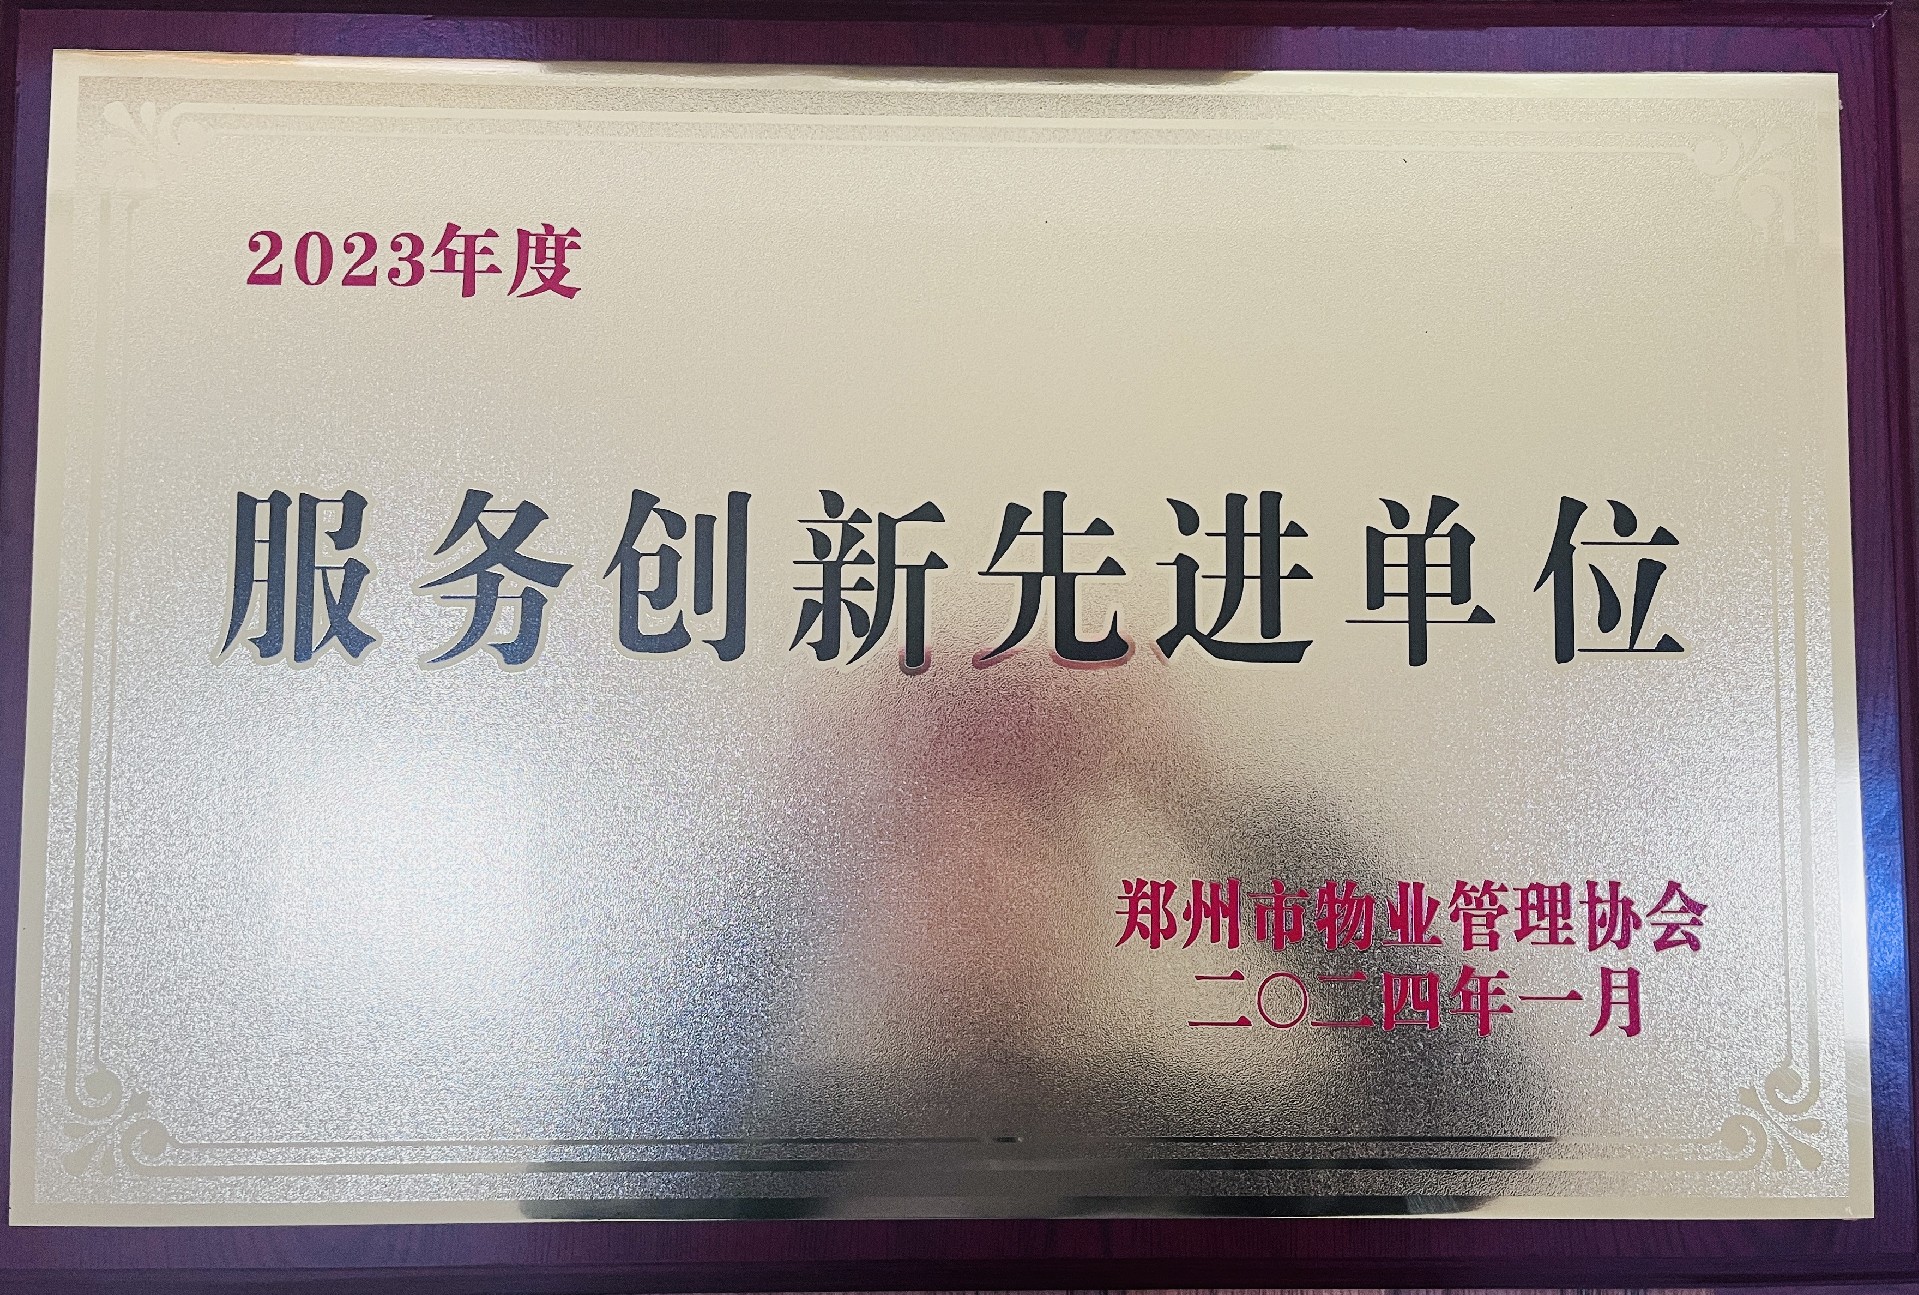 2023年度
服务创新先进单位
郑州市物业管理协会
二〇二四年一月